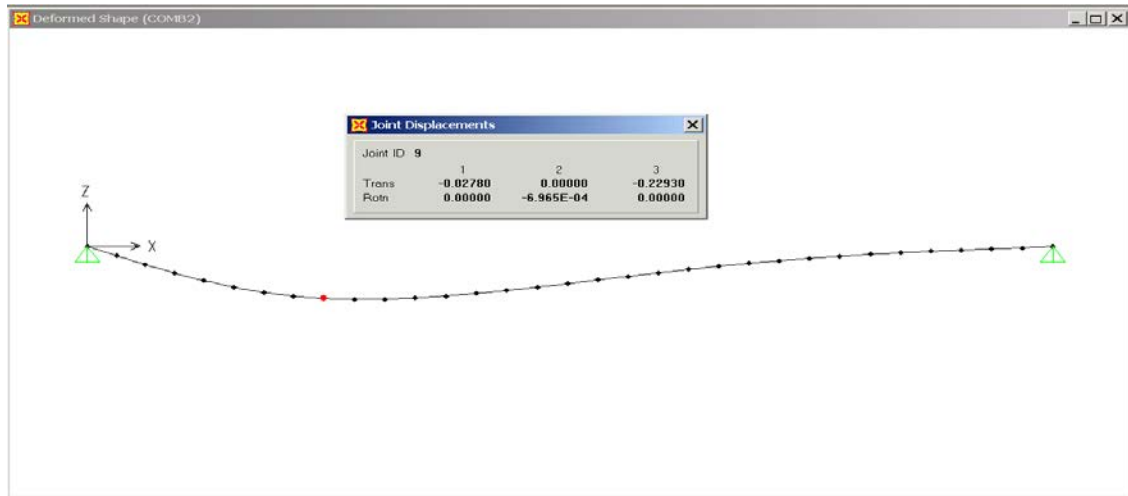 Deformed Shape (COMB2)
Joint Displacements
Joint ID 9
1 2 3
Trans -0.02780 0.00000 -0.22930
Rotn 0.00000 -6.965E-04 0.00000
Z
X